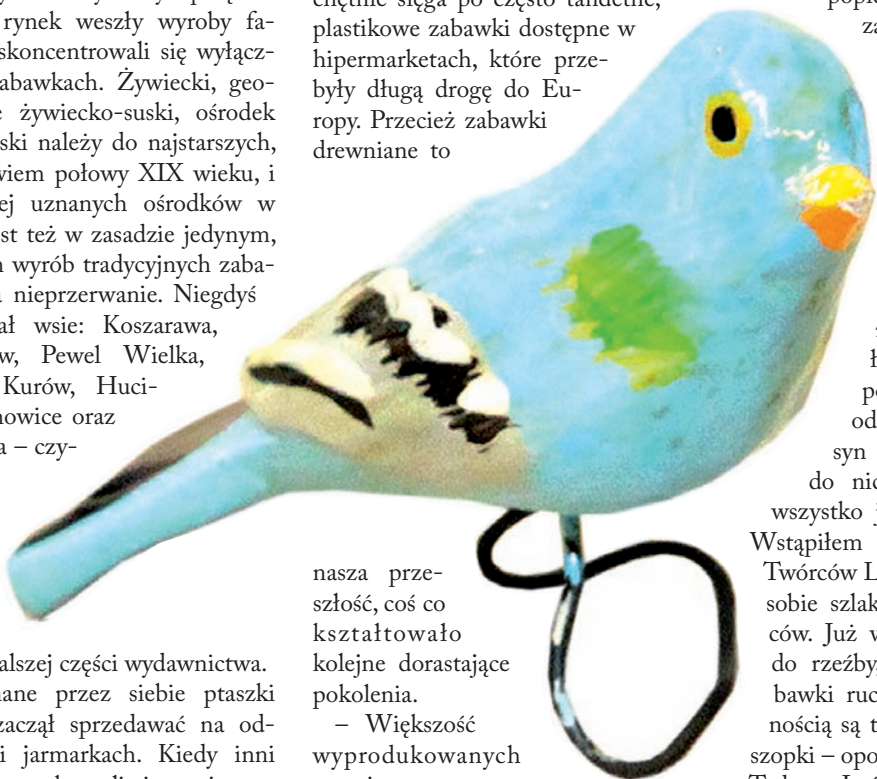 rynek weszły wyroby fa-
skoncentrowali się wyłącz-
abawkach. Żywiecki, geo-
żywiecko-suski, ośrodek
ski należy do najstarszych,
wiem połowy XIX wieku, i
ej uznanych ośrodków w
st też w zasadzie jedynym,
wyrób tradycyjnych zaba-
nieprzerwanie. Niegdyś
ał wsie: Koszarawa,
w, Pewel Wielka,
Kurów, Huci-
nowice oraz
a – czy-
alszej części wydawnictwa.
nane przez siebie ptaszki
zaczął sprzedawać na od-
i jarmarkach. Kiedy inni
chętnie sięga po często tandetne,
plastikowe zabawki dostępne w
hipermarketach, które prze-
były długą drogę do Eu-
ropy. Przecież zabawki
drewniane to
nasza prze-
szłość, coś co
kształtowało
kolejne dorastające
pokolenia.
– Większość
wyprodukowanych
za
ł
po
od
syn
do nic
wszystko j
Wstąpiłem
Twórców L
sobie szlak
ców. Już w
do rzeźby,
bawki ruc
nością są t
szopki – opo